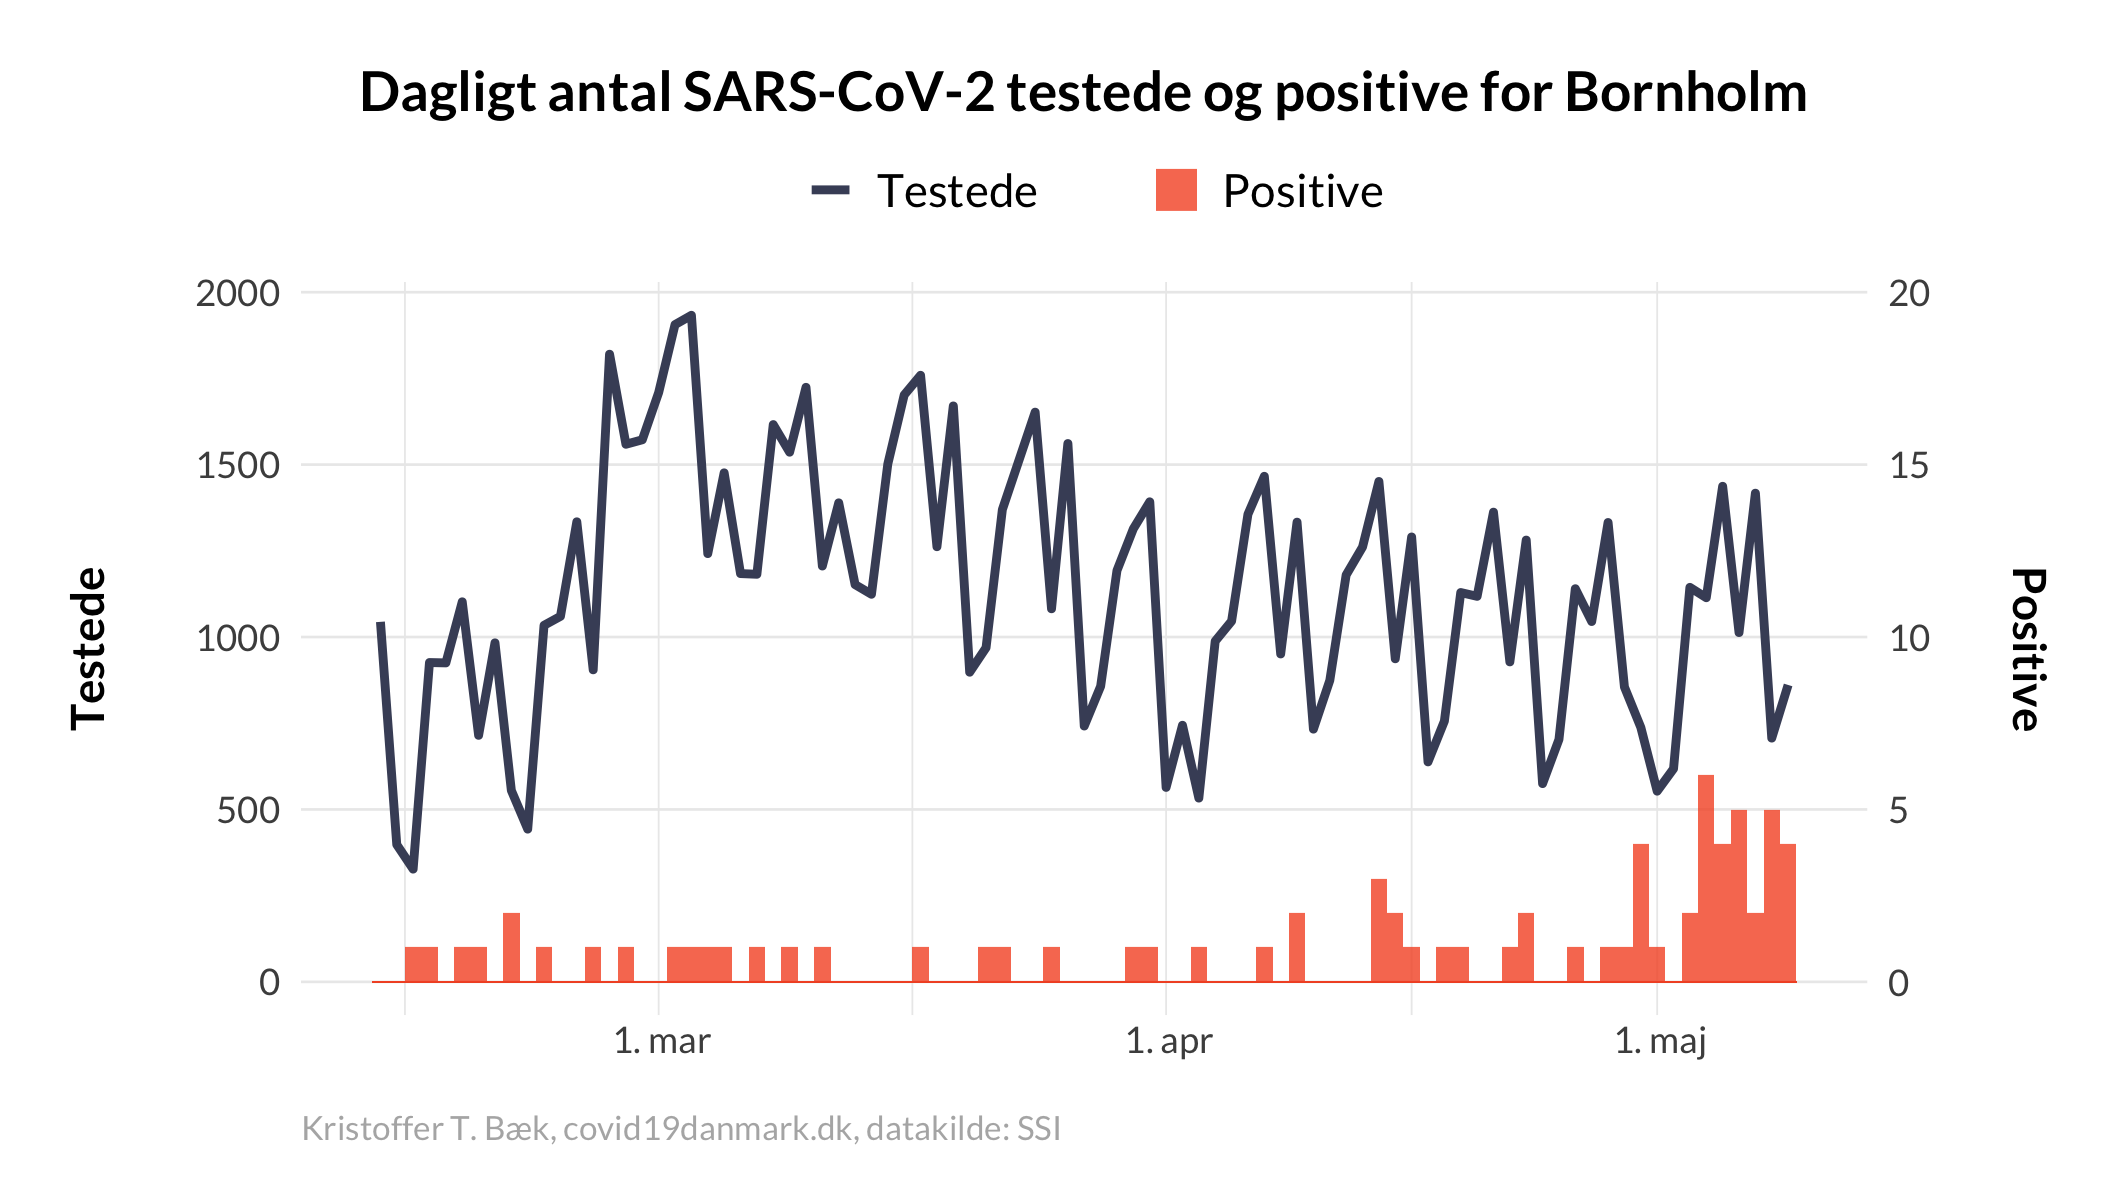 Dagligt antal SARS-CoV-2 testede og positive for Bornholm
Testede
Positive
2000
1500
1000
500
0
20
15
10
5
0
Testede
Positive
1. mar
1. apr
1. maj
Kristoffer T. Bæk, covid19danmark.dk, datakilde: SSI